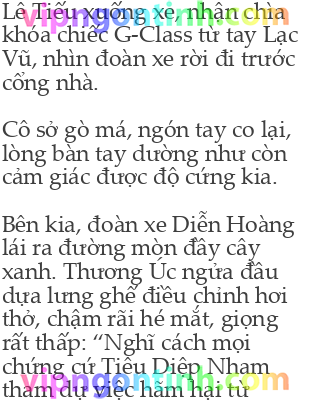 Lê Tiếu xuống xe, nhận chìa
khóa chiếc G-Class từ tay Lạc
Vũ, nhìn đoàn xe rời đi trước
cổng nhà.
Cô sở gò má, ngón tay co lại,
lòng bàn tay dường như còn
cảm giác được độ cứng kia.
Bên kia, đoàn xe Diễn Hoàng
lái ra đường mòn đầy cây
xanh. Thương Úc ngửa đầu
dựa lưng ghế điều chỉnh hơi
thở, chậm rãi hé mắt, giọng
rất thấp: “Nghĩ cách mọi
chứng cứ Tiêu Diệp Nham
tham dự việc hãm hại từ
vipngontinh.com
vipngontinh.com